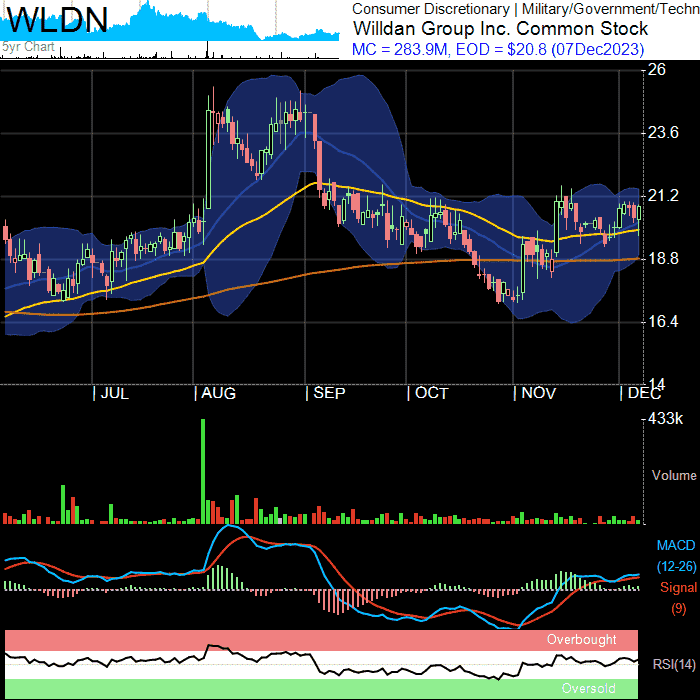 WLDN
5yr Chart
Consumer Discretionary | Military/Government/Techn
Willdan Group Inc. Common Stock
MC = 283.9M, EOD = $20.8 (07Dec2023)
26
23.6
21.2
18.8
16.4
14
| JUL | AUG | SEP | OCT | NOV | DEC
433k
Volume
MACD
(12-26)
Signal
(9)
Overbought
RSI(14)
Oversold